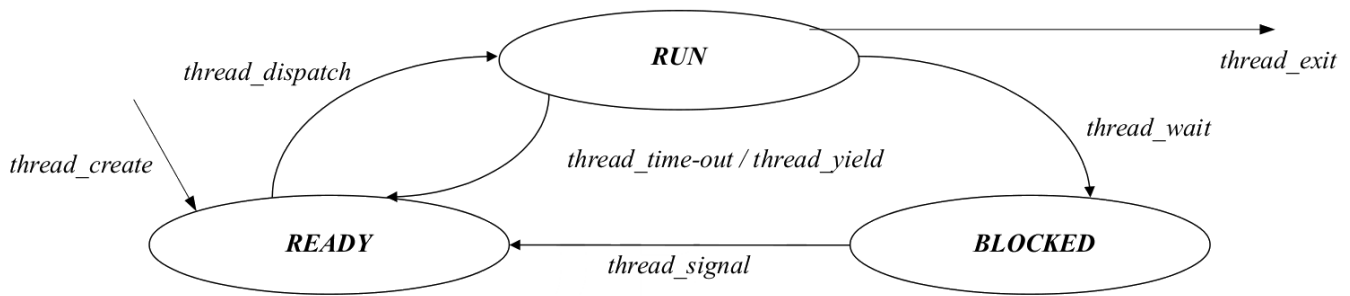 RUN
thread_exit
thread_dispatch
thread_wait
thread_create
thread_time-out / thread_yield
READY
BLOCKED
thread_signal